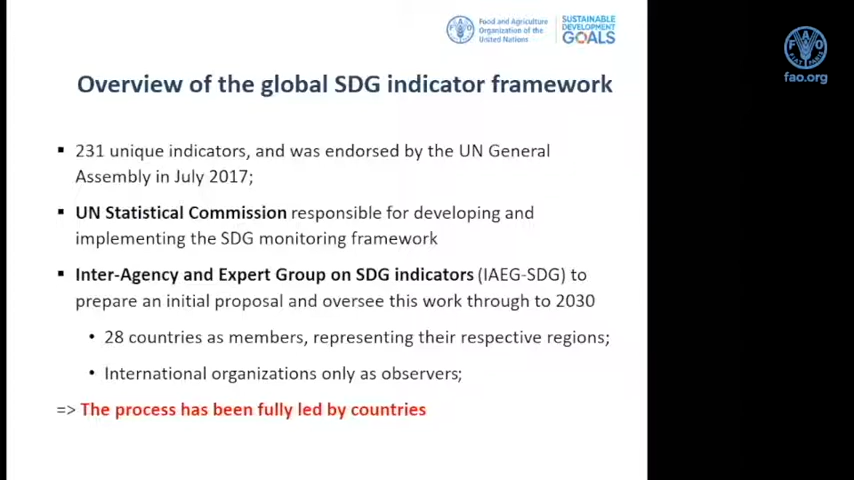 Food and Agriculture
Organization of the
United Nations
SUSTAINABLE
DEVELOPMENT
GOALS
FAO
FIAT PANIS
fao.org
Overview of the global SDG indicator framework
▪ 231 unique indicators, and was endorsed by the UN General
Assembly in July 2017;
▪ UN Statistical Commission responsible for developing and
implementing the SDG monitoring framework
▪ Inter-Agency and Expert Group on SDG indicators (IAEG-SDG) to
prepare an initial proposal and oversee this work through to 2030
• 28 countries as members, representing their respective regions;
• International organizations only as observers;
=> The process has been fully led by countries